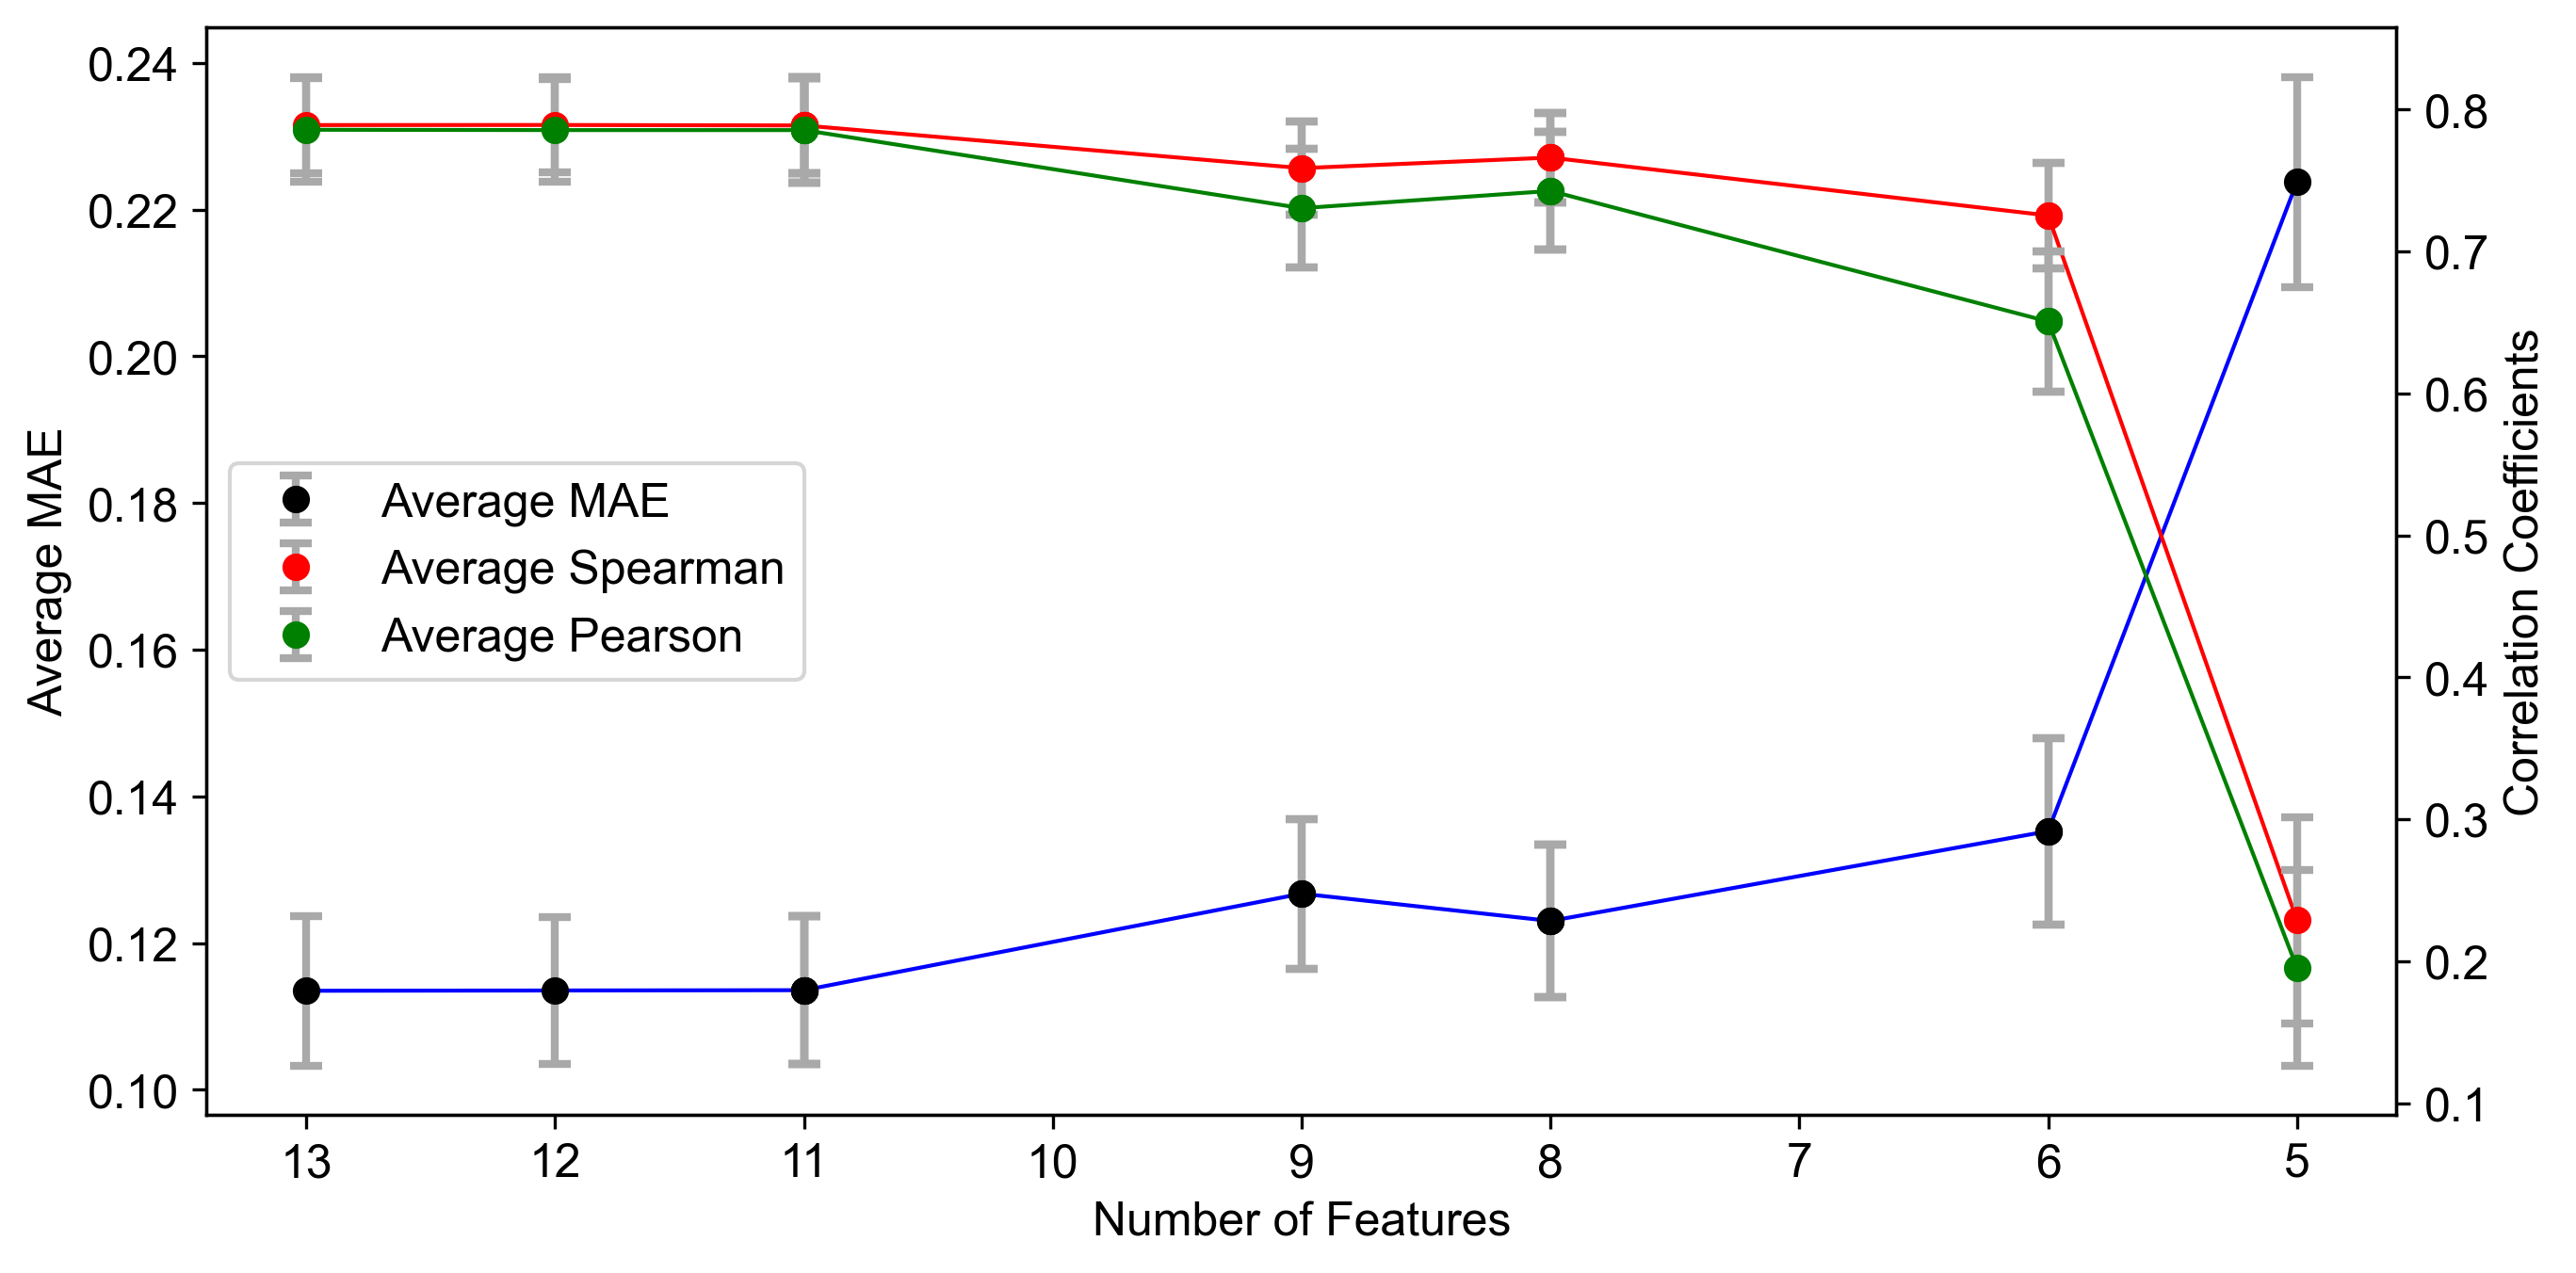 0.24
0.22
0.20
0.18
0.16
0.14
0.12
0.10
Average MAE
Average MAE
Average Spearman
Average Pearson
0.8
0.7
0.6
0.5
0.4
0.3
0.2
0.1
Correlation Coefficients
13 12 11 10 9 8 7 6 5
Number of Features